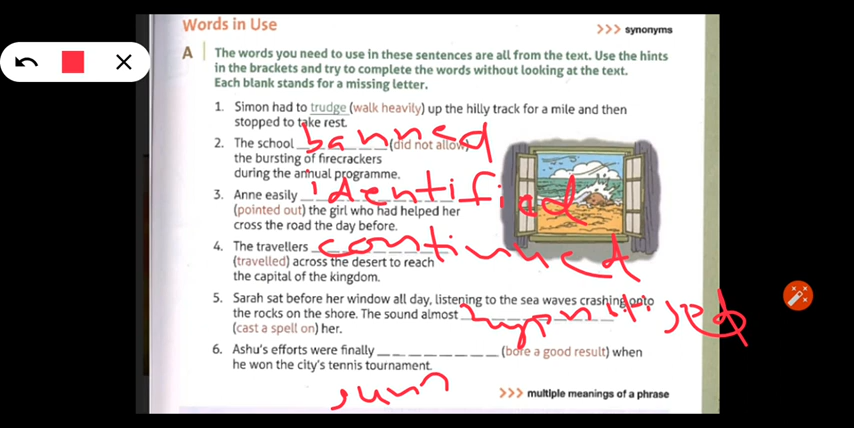 Words in Use
>>> synonyms
A The words you need to use in these sentences are all from the text. Use the hints
in the brackets and try to complete the words without looking at the text.
Each blank stands for a missing letter.
1. Simon had to trudge (walk heavily) up the hilly track for a mile and then
stopped to take rest.
2. The school banned (did not allow)
the bursting of firecrackers
during the annual programme.
3. Anne easily identified
(pointed out) the girl who had helped her
cross the road the day before.
4. The travellers continued
(travelled) across the desert to reach
the capital of the kingdom.
5. Sarah sat before her window all day, listening to the sea waves crashing onto
the rocks on the shore. The sound almost hypnitised
(cast a spell on) her.
6. Ashu's efforts were finally _ _ _ _ _ _ _ _ _ (bore a good result) when
he won the city's tennis tournament.
>>> multiple meanings of a phrase